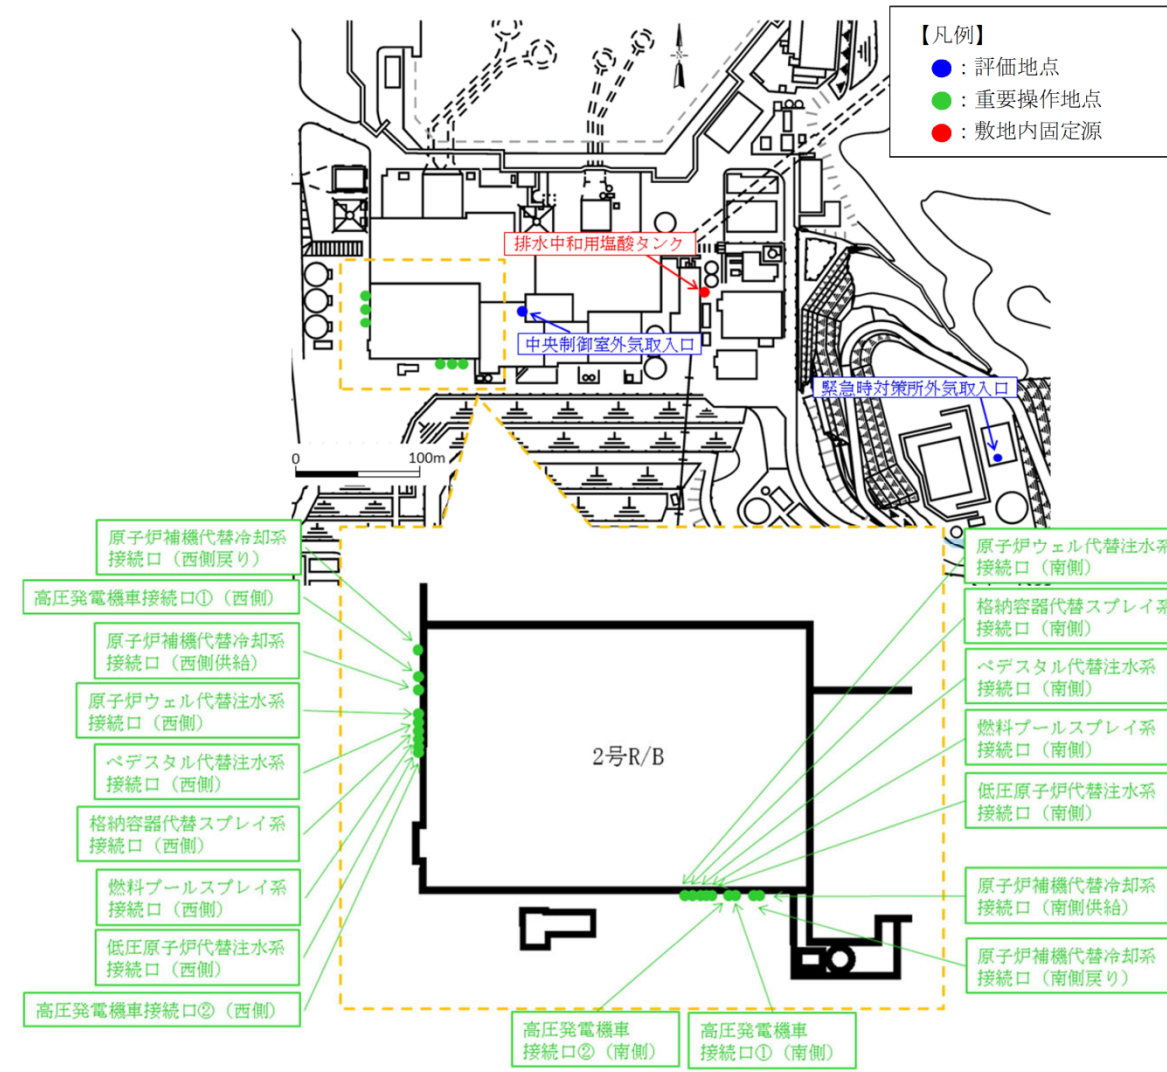 【凡例】
●：評価地点
●：重要操作地点
●：敷地内固定源
排水中和用塩酸タンク
中央制御室外気取入口
緊急時対策所外気取入口
0
100m
原子炉補機代替冷却系
接続口（西側戻り）
高圧発電機車接続口①（西側）
原子炉補機代替冷却系
接続口（西側供給）
原子炉ウェル代替注水系
接続口（西側）
ペデスタル代替注水系
接続口（西側）
格納容器代替スプレイ系
接続口（西側）
燃料プールスプレイ系
接続口（西側）
低圧原子炉代替注水系
接続口（西側）
高圧発電機車接続口②（西側）
2号R/B
原子炉ウェル代替注水系
接続口（南側）
格納容器代替スプレイ系
接続口（南側）
ペデスタル代替注水系
接続口（南側）
燃料プールスプレイ系
接続口（南側）
低圧原子炉代替注水系
接続口（南側）
原子炉補機代替冷却系
接続口（南側供給）
原子炉補機代替冷却系
接続口（南側戻り）
高圧発電機車
接続口②（南側）
高圧発電機車
接続口①（南側）